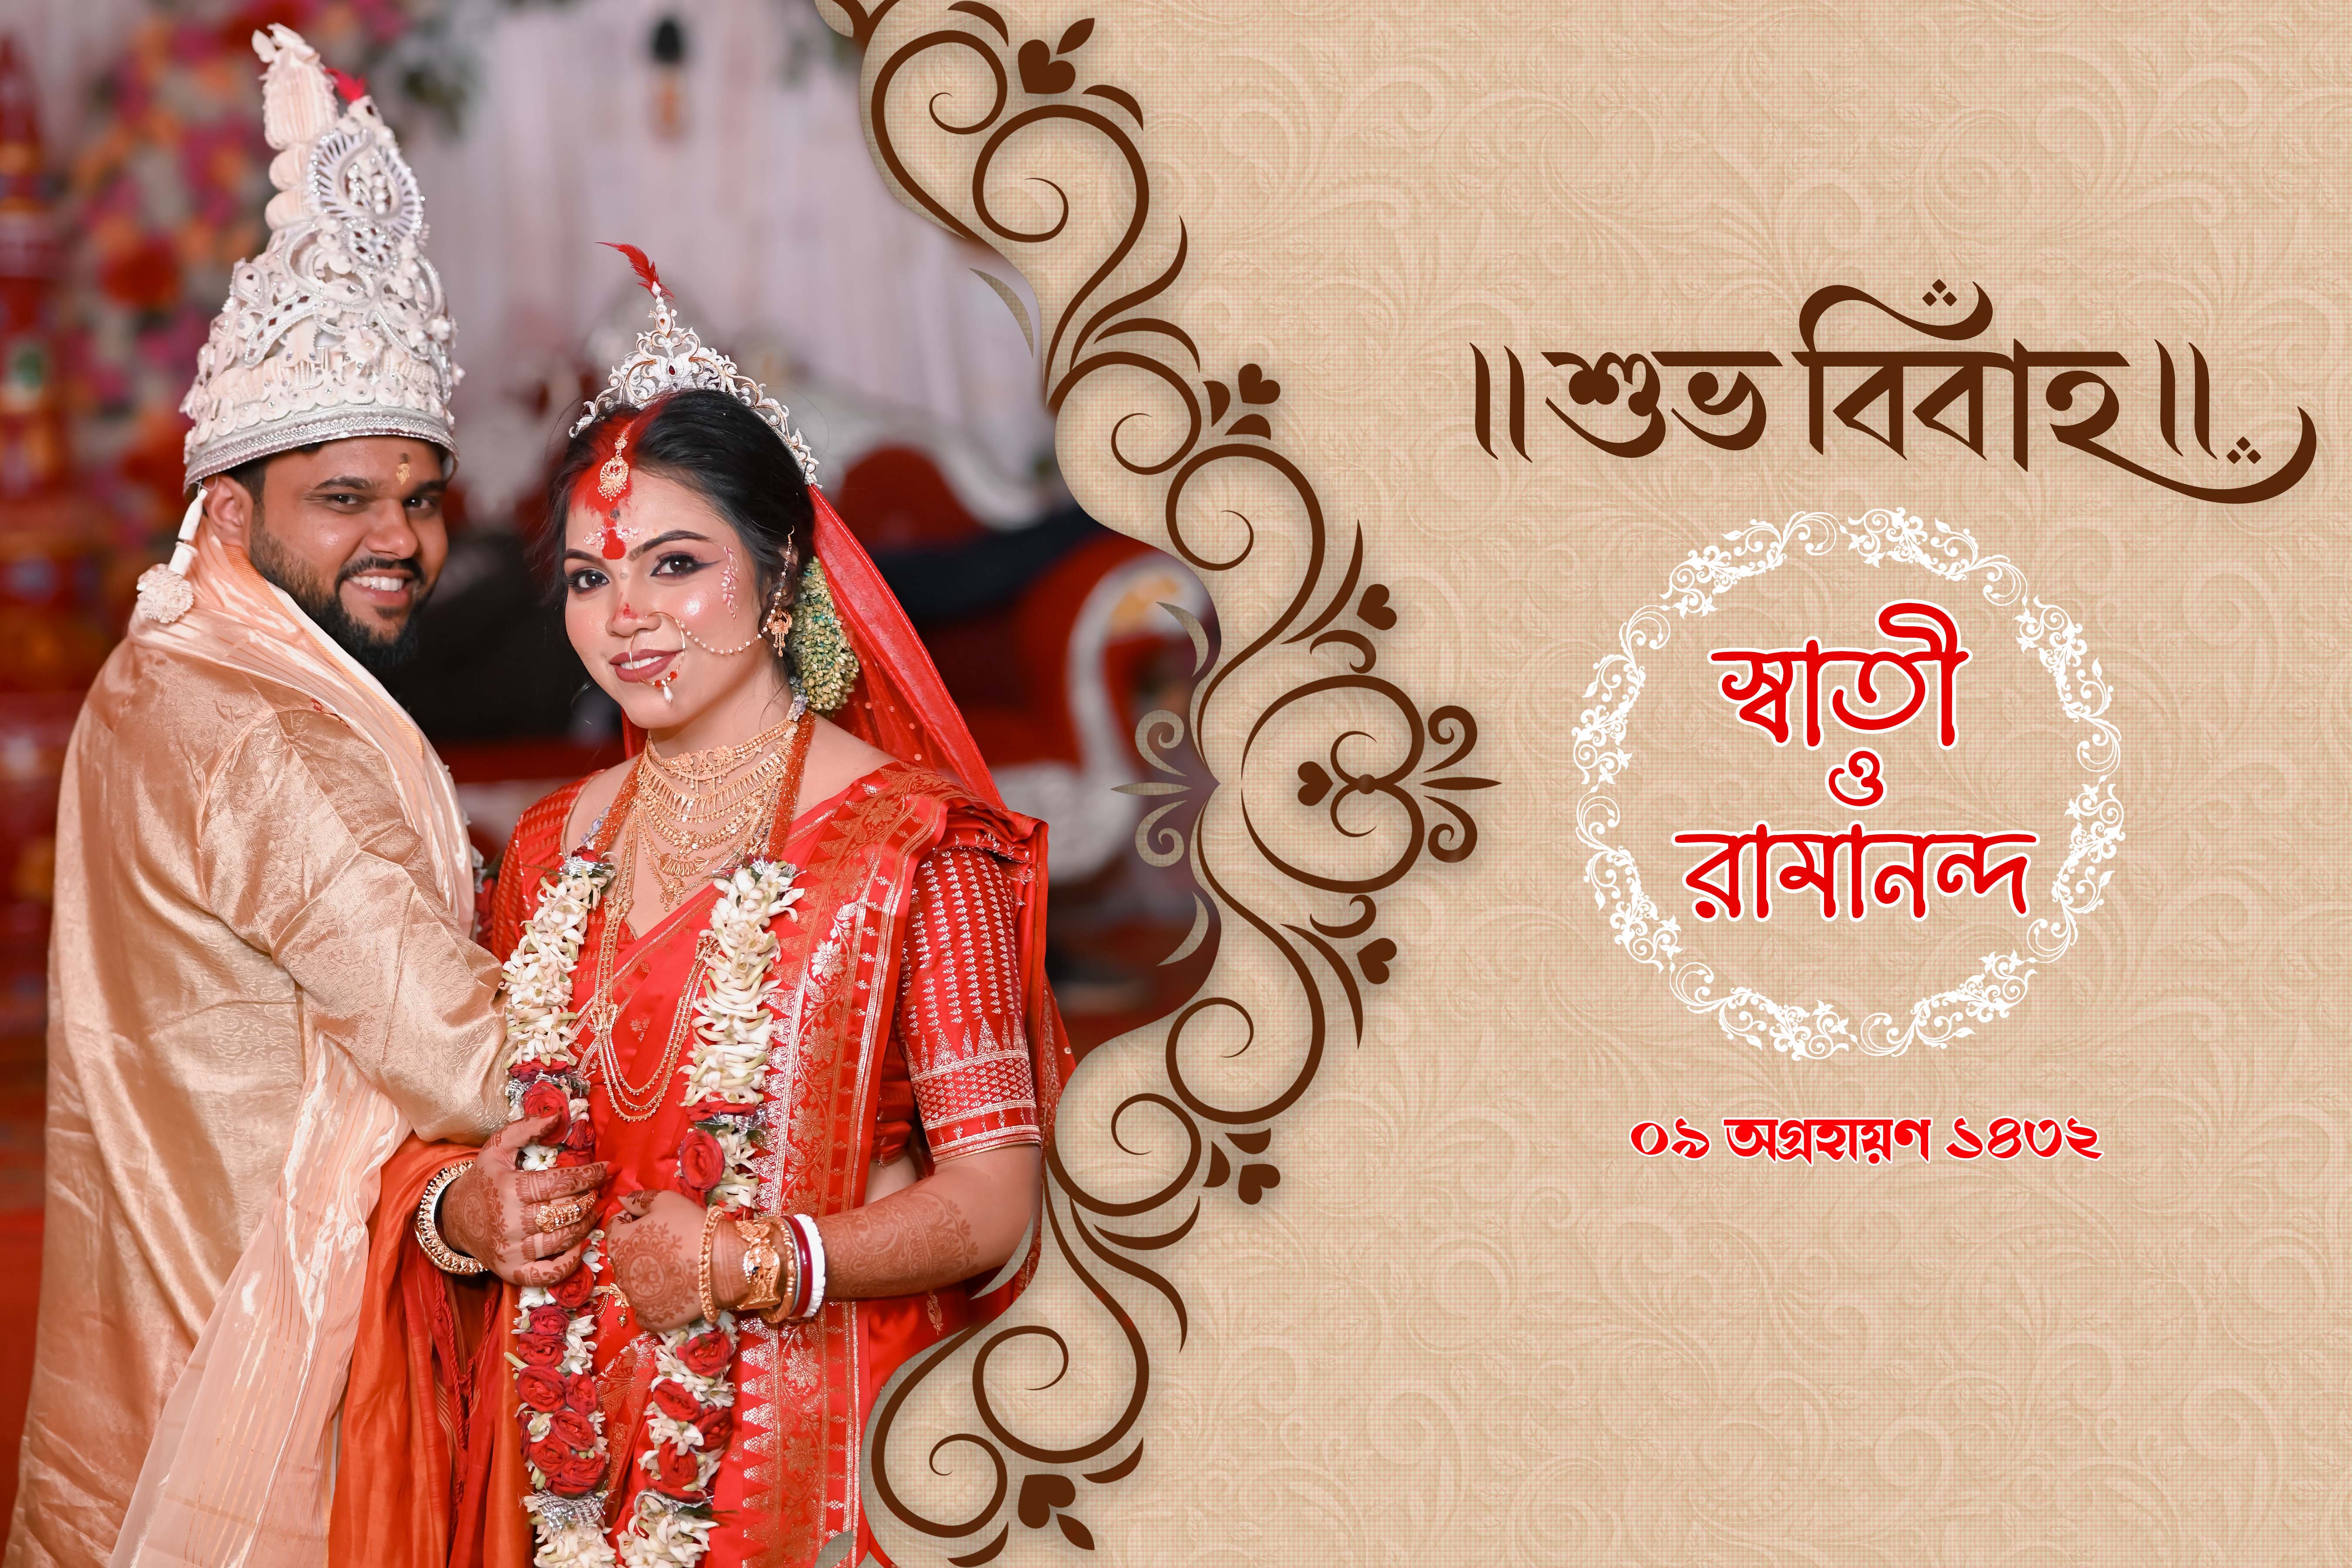 ॥ শুভ বিবাহ ॥
স্বাতী
ও
রামানন্দ
০৯ অগ্রহায়ণ ১৪৩২